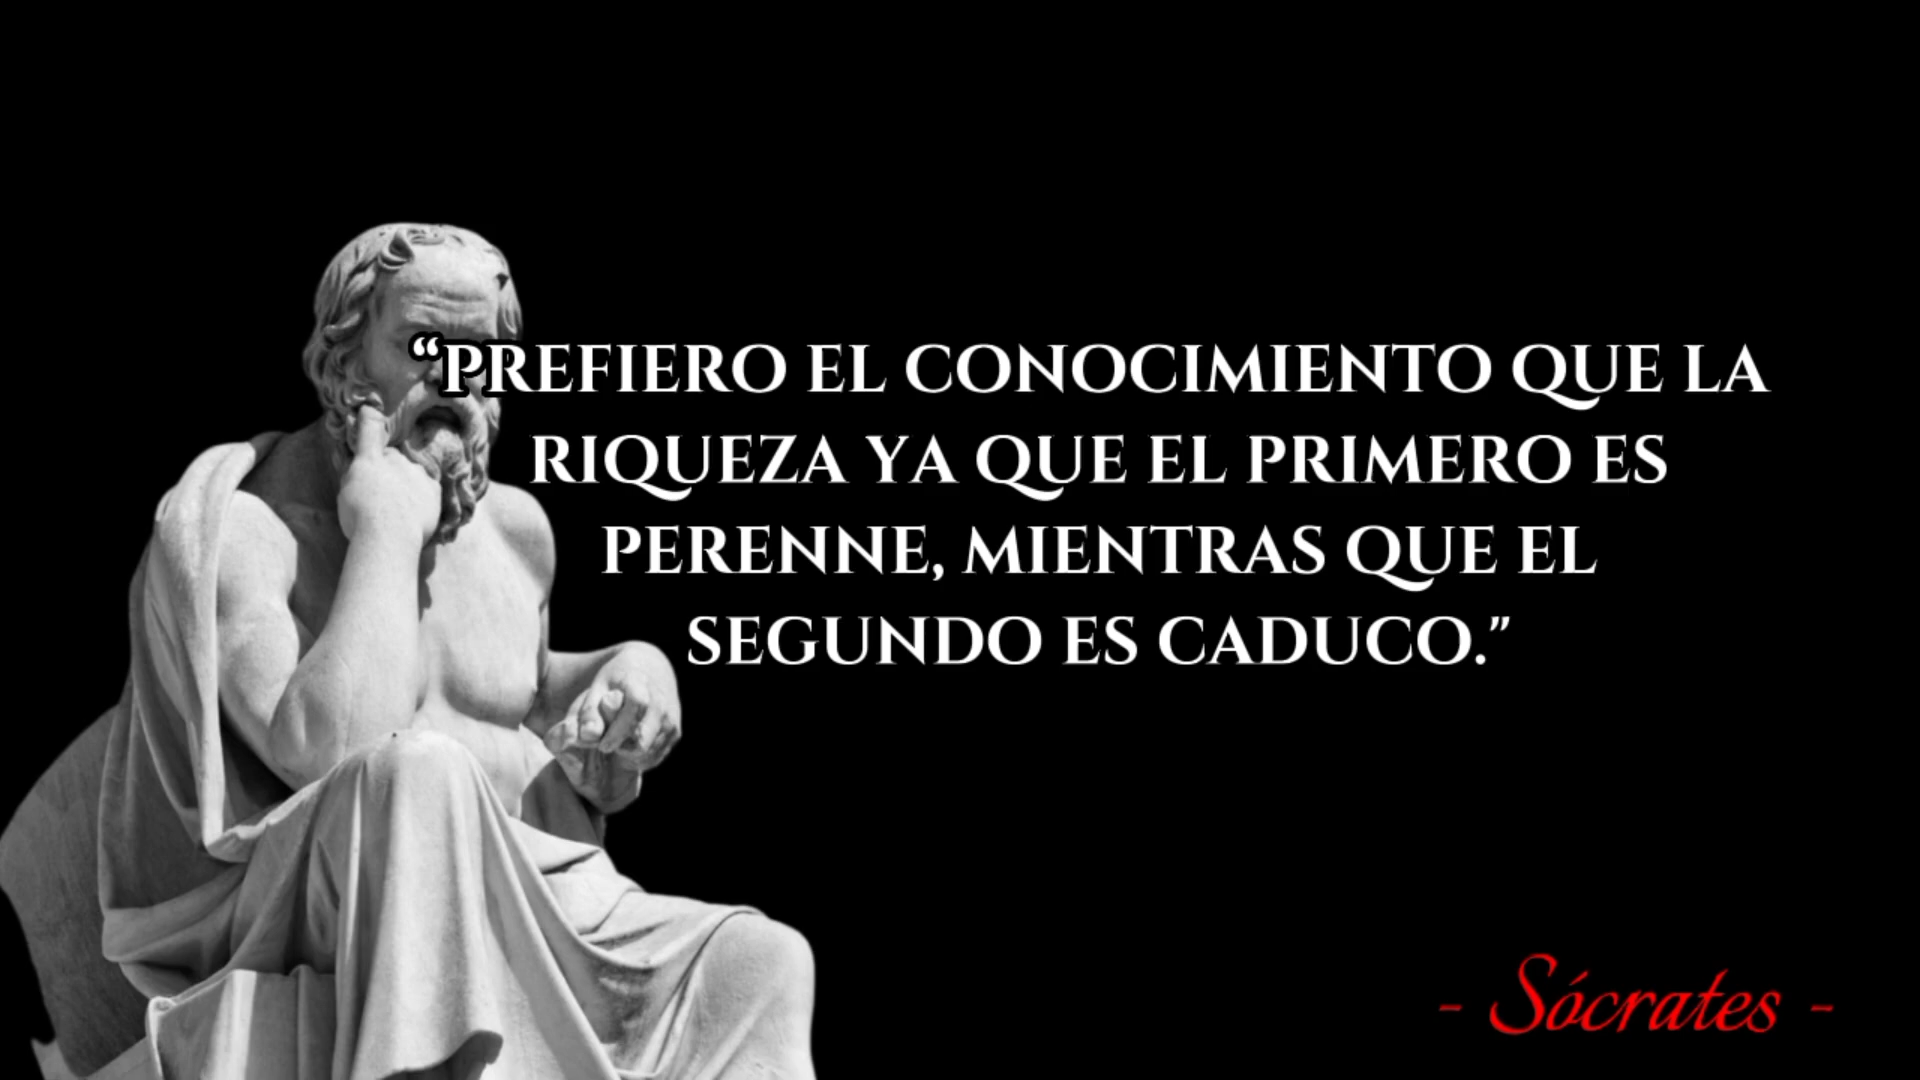 “PREFIERO EL CONOCIMIENTO QUE LA
RIQUEZA YA QUE EL PRIMERO ES
PERENNE, MIENTRAS QUE EL
SEGUNDO ES CADUCO."
- Sócrates -